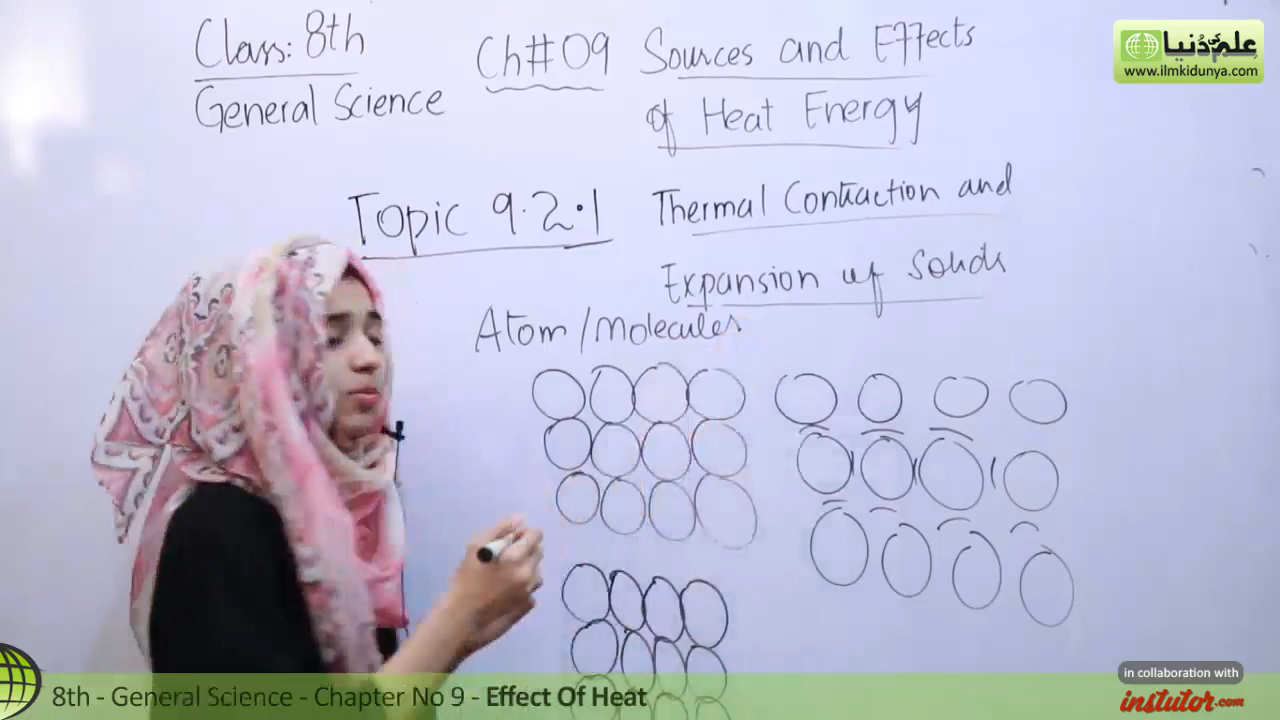 Class: 8th
General Science
Ch# 09 Sources and Effects
of Heat Energy
Topic 9.2.1 Thermal Contraction and
Expansion of Solids
Atom/Molecules
علم کی دنیا
www.ilmkidunya.com
8th - General Science - Chapter No 9 - Effect Of Heat
in collaboration with
instutor.com